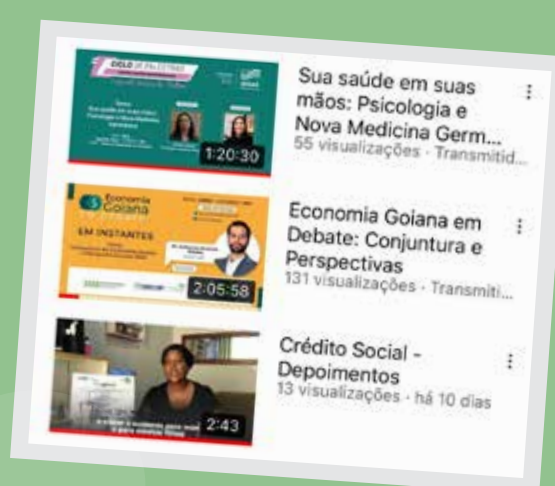 CICLO DE PALESTRAS
1:20:30
Sua saúde em suas
mãos: Psicologia e
Nova Medicina Germ...
55 visualizações · Transmitid...
Economia
Goiana
EM INSTANTES
2:05:58
Economia Goiana em
Debate: Conjuntura e
Perspectivas
131 visualizações · Transmiti...
2:43
Crédito Social -
Depoimentos
13 visualizações · há 10 dias